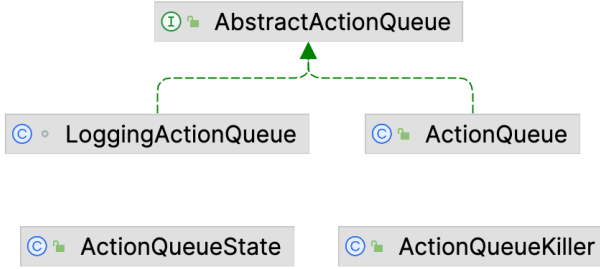 I AbstractActionQueue
C LoggingActionQueue
C ActionQueue
C ActionQueueState
C ActionQueueKiller